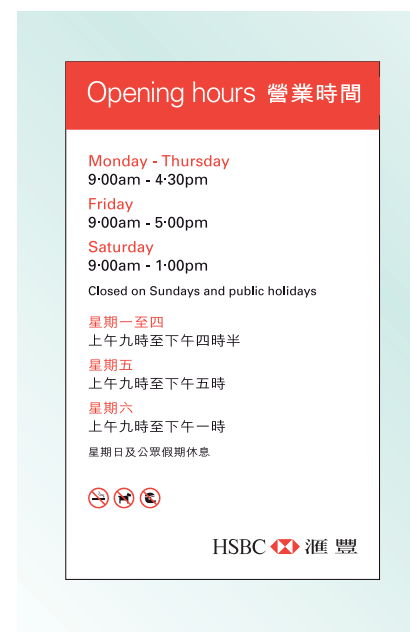 Opening hours 營業時間
Monday - Thursday
9·00am - 4·30pm
Friday
9·00am - 5·00pm
Saturday
9·00am - 1·00pm
Closed on Sundays and public holidays
星期一至四
上午九時至下午四時半
星期五
上午九時至下午五時
星期六
上午九時至下午一時
星期日及公眾假期休息
HSBC 滙豐